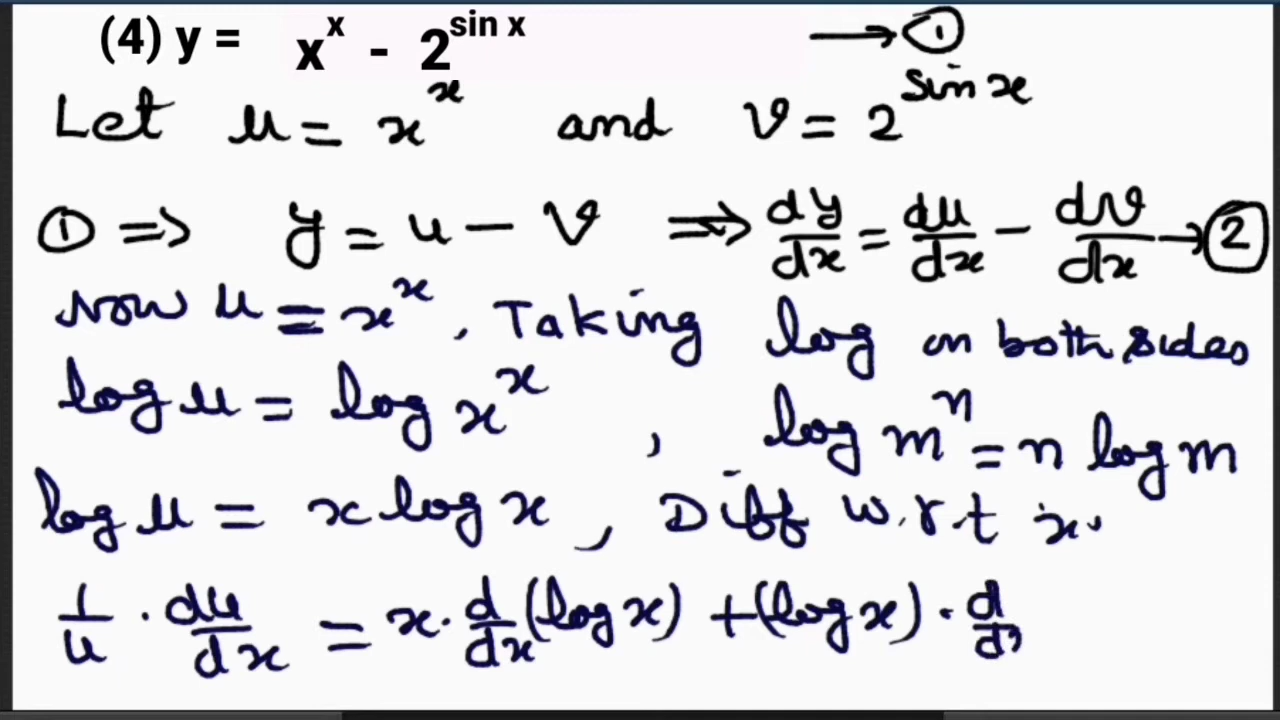 (4) y = x^x - 2^sin x → ①
Let u = x^x and v = 2^sin x
① ⇒ y = u - v ⇒ dy/dx = du/dx - dv/dx → ②
Now u = x^x, Taking log on both sides
log u = log x^x , log m^n = n log m
log u = x log x , Diff w.r.t x.
1/u · du/dx = x · d/dx (log x) + (log x) · d/d